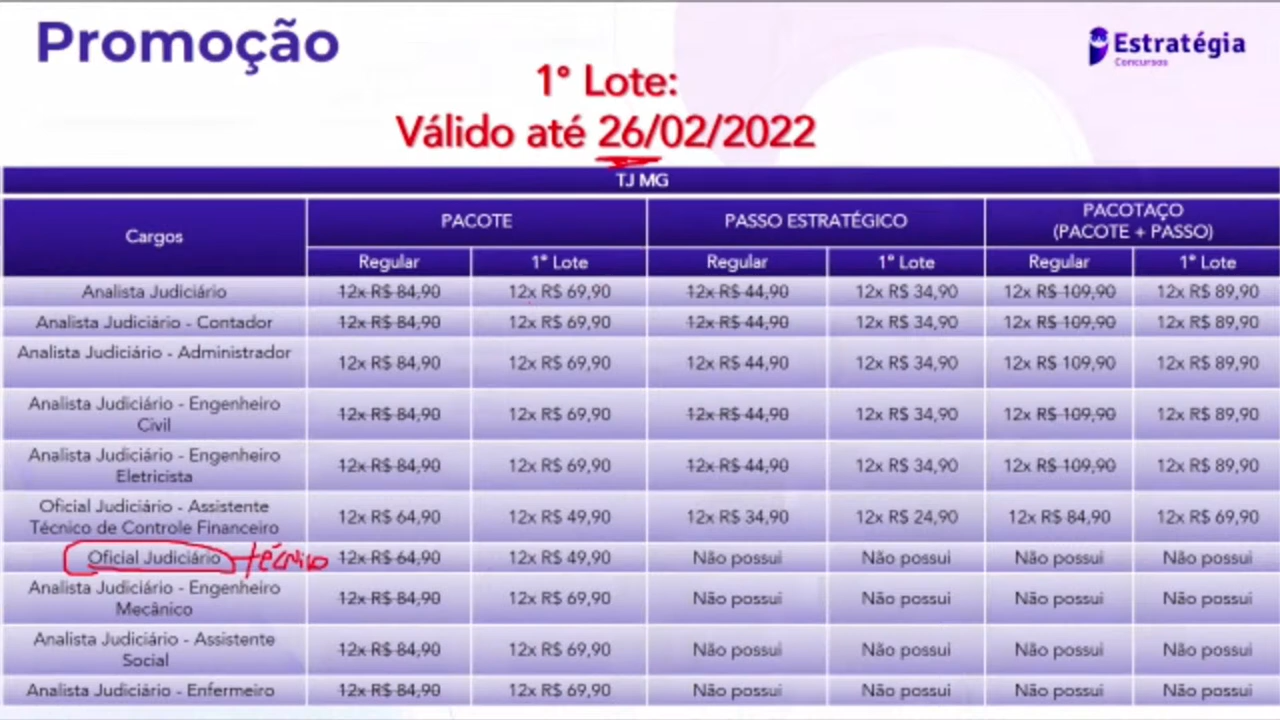 Promoção
Estratégia
Concursos
1° Lote:
Válido até 26/02/2022
TJ MG
Cargos PACOTE PASSO ESTRATÉGICO PACOTAÇO
(PACOTE + PASSO)
Regular 1° Lote Regular 1° Lote Regular 1° Lote
Analista Judiciário 12x R$ 84,90 12x R$ 69,90 12x R$ 44,90 12x R$ 34,90 12x R$ 109,90 12x R$ 89,90
Analista Judiciário - Contador 12x R$ 84,90 12x R$ 69,90 12x R$ 44,90 12x R$ 34,90 12x R$ 109,90 12x R$ 89,90
Analista Judiciário - Administrador 12x R$ 84,90 12x R$ 69,90 12x R$ 44,90 12x R$ 34,90 12x R$ 109,90 12x R$ 89,90
Analista Judiciário - Engenheiro
Civil 12x R$ 84,90 12x R$ 69,90 12x R$ 44,90 12x R$ 34,90 12x R$ 109,90 12x R$ 89,90
Analista Judiciário - Engenheiro
Eletricista 12x R$ 84,90 12x R$ 69,90 12x R$ 44,90 12x R$ 34,90 12x R$ 109,90 12x R$ 89,90
Oficial Judiciário - Assistente
Técnico de Controle Financeiro 12x R$ 64,90 12x R$ 49,90 12x R$ 34,90 12x R$ 24,90 12x R$ 84,90 12x R$ 69,90
Oficial Judiciário técnico 12x R$ 64,90 12x R$ 49,90 Não possui Não possui Não possui Não possui
Analista Judiciário - Engenheiro
Mecânico 12x R$ 84,90 12x R$ 69,90 Não possui Não possui Não possui Não possui
Analista Judiciário - Assistente
Social 12x R$ 84,90 12x R$ 69,90 Não possui Não possui Não possui Não possui
Analista Judiciário - Enfermeiro 12x R$ 84,90 12x R$ 69,90 Não possui Não possui Não possui Não possui